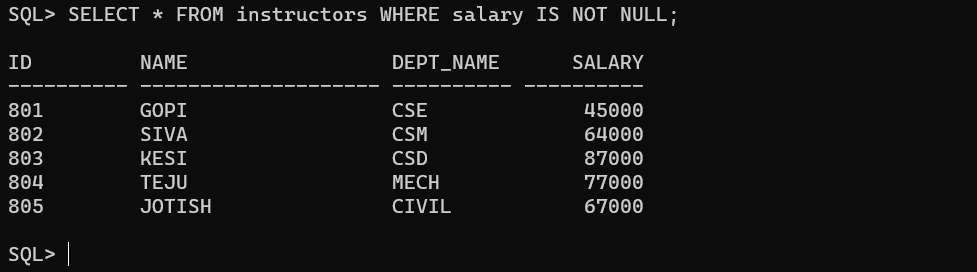 SQL> SELECT * FROM instructors WHERE salary IS NOT NULL;
ID         NAME                 DEPT_NAME      SALARY
---------- -------------------- ---------- ----------
801        GOPI                 CSE             45000
802        SIVA                 CSM             64000
803        KESI                 CSD             87000
804        TEJU                 MECH            77000
805        JOTISH               CIVIL           67000
SQL>